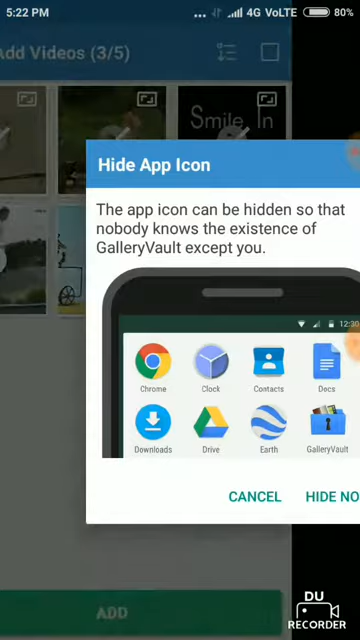 5:22 PM
... 4G VoLTE 80%
Add Videos (3/5)
Smile In
Hide App Icon
The app icon can be hidden so that
nobody knows the existence of
GalleryVault except you.
12:30
Chrome Clock Contacts Docs
Downloads Drive Earth GalleryVault
CANCEL HIDE NO
ADD
DU
RECORDER